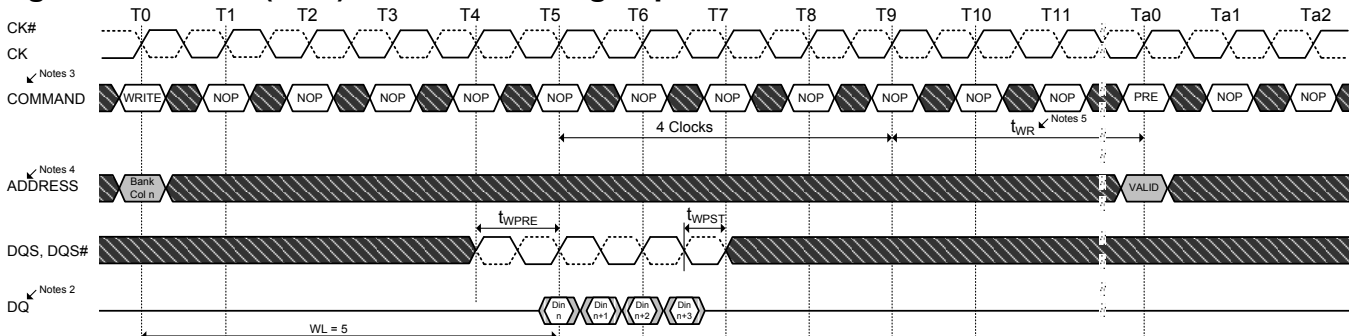 T0 T1 T2 T3 T4 T5 T6 T7 T8 T9 T10 T11 Ta0 Ta1 Ta2
CK#
CK
Notes 3
COMMAND WRITE NOP NOP NOP NOP NOP NOP NOP NOP NOP NOP NOP PRE NOP NOP
4 Clocks tWR Notes 5
Notes 4
ADDRESS Bank Col n VALID
tWPRE tWPST
DQS, DQS#
Notes 2
DQ Din n Din n+1 Din n+2 Din n+3
WL = 5